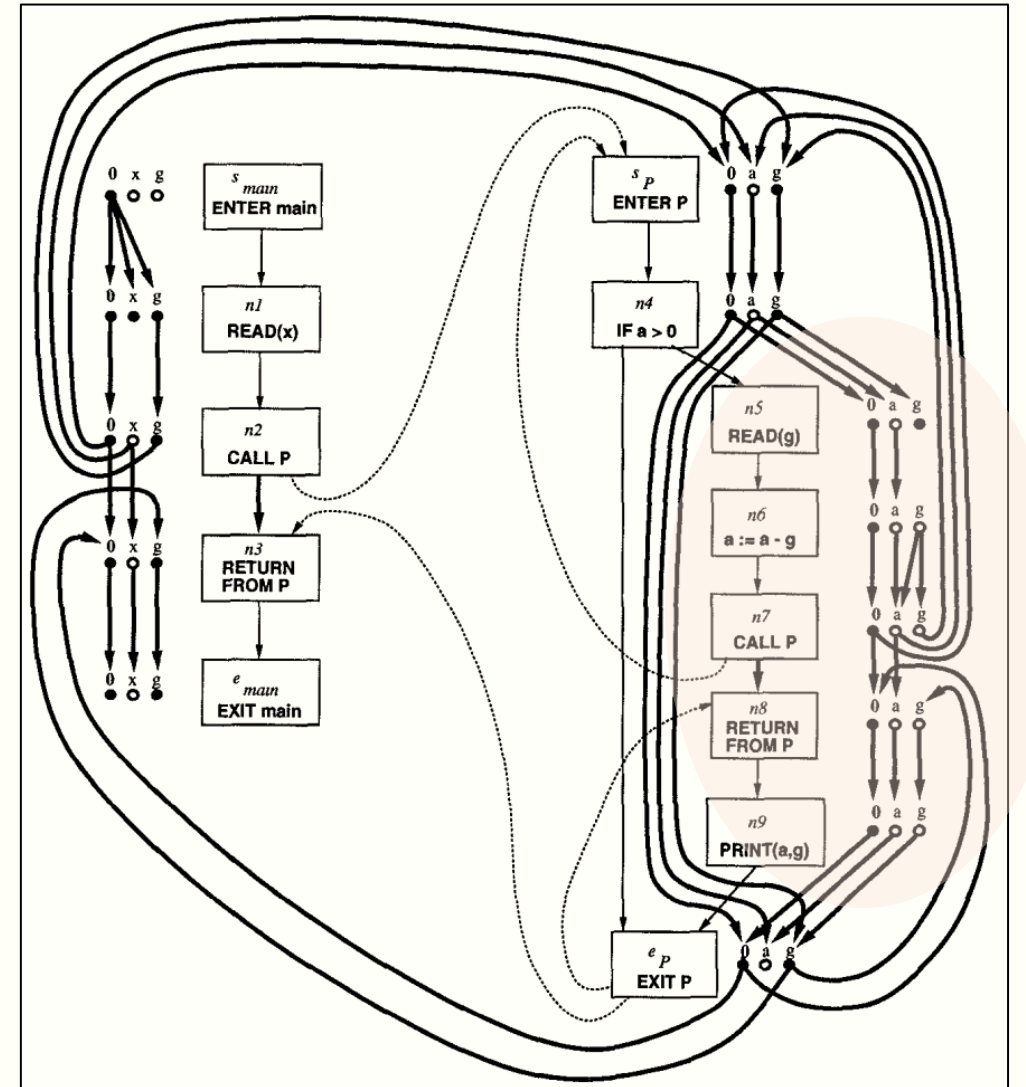 0 x g
s main
ENTER main
0 x g
n1
READ(x)
0 x g
n2
CALL P
0 x g
n3
RETURN
FROM P
0 x g
e main
EXIT main
s P
ENTER P
0 a g
n4
IF a > 0
0 a g
n5
READ(g)
0 a g
n6
a := a - g
0 a g
n7
CALL P
0 a g
n8
RETURN
FROM P
0 a g
n9
PRINT(a,g)
0 a g
e P
EXIT P
0 a g